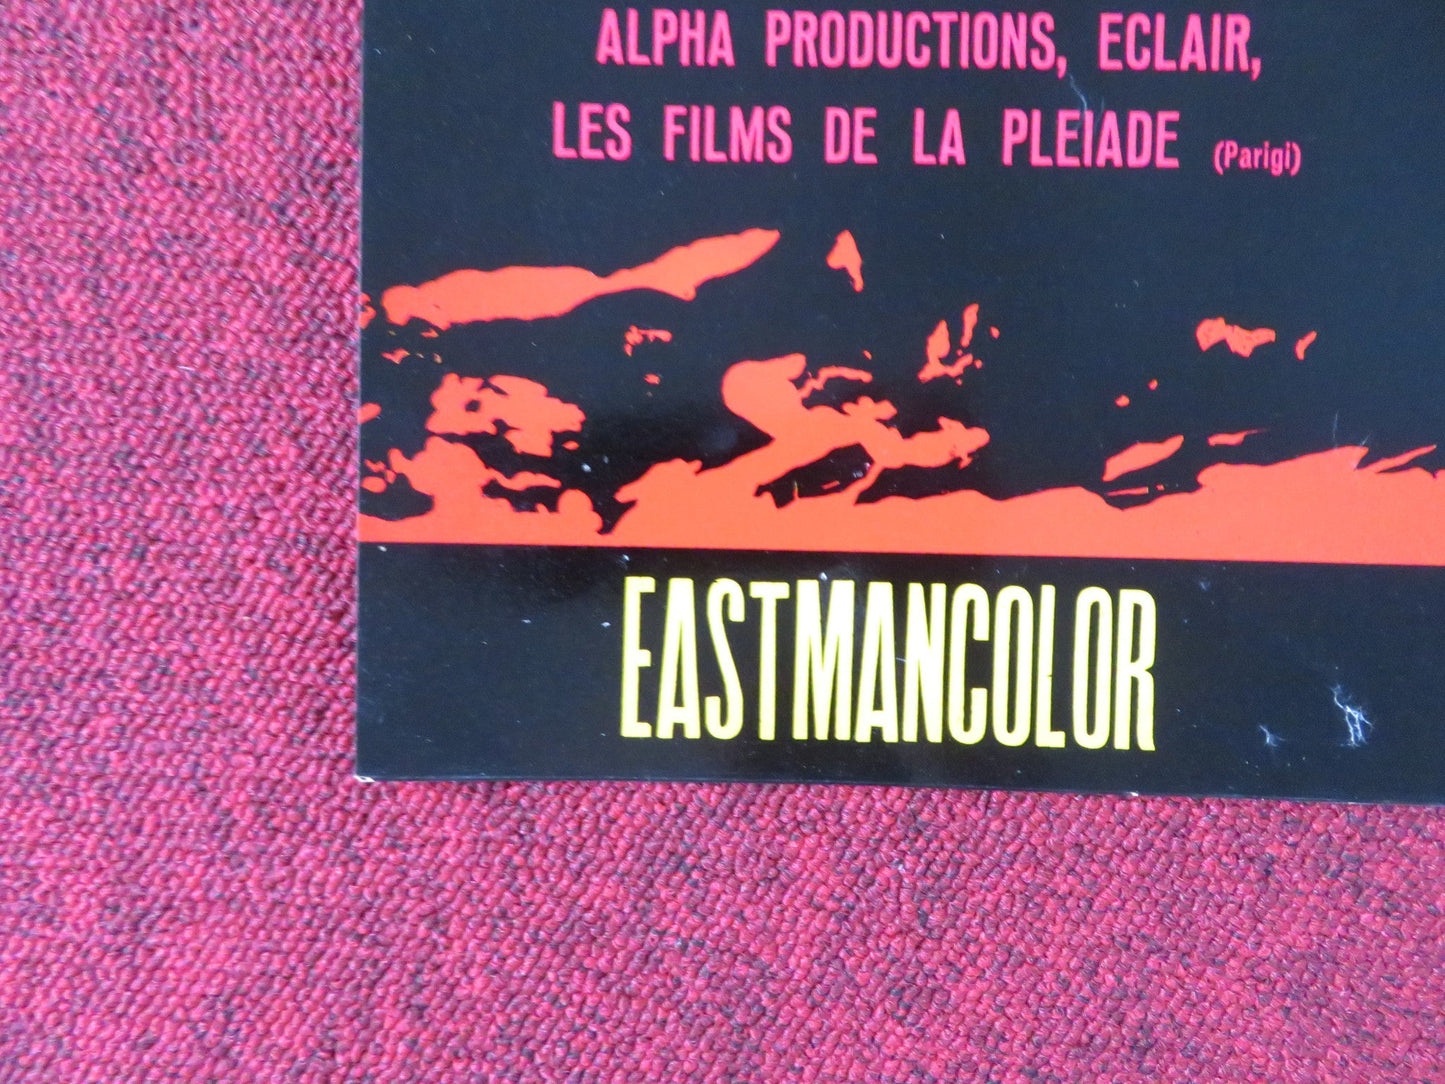 ALPHA PRODUCTIONS, ECLAIR,
LES FILMS DE LA PLEIADE (Parigi)
EASTMANCOLOR